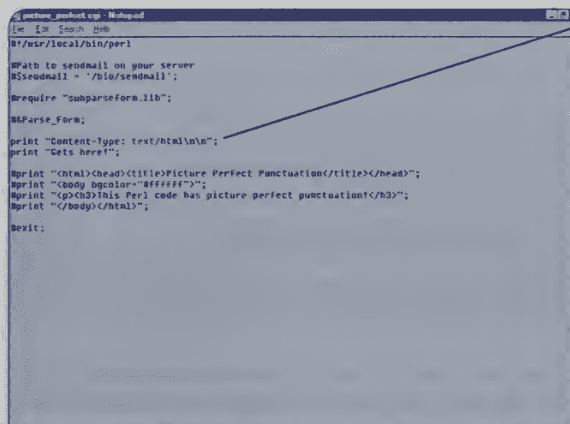 picture_perfect.cgi - Notepad
File Edit Search Help
#!/usr/local/bin/perl
#Path to sendmail on your server
#$sendmail = '/bin/sendmail';
#require "subparseform.lib";
#&Parse_Form;
print "Content-Type: text/html\n\n";
print "Gets here!";
#print "<html><head><title>Picture Perfect Punctuation</title></head>";
#print "<body bgcolor="#ffffff">";
#print "<p><h3>This Perl code has picture perfect punctuation!</h3>";
#print "</body></html>";
#exit;